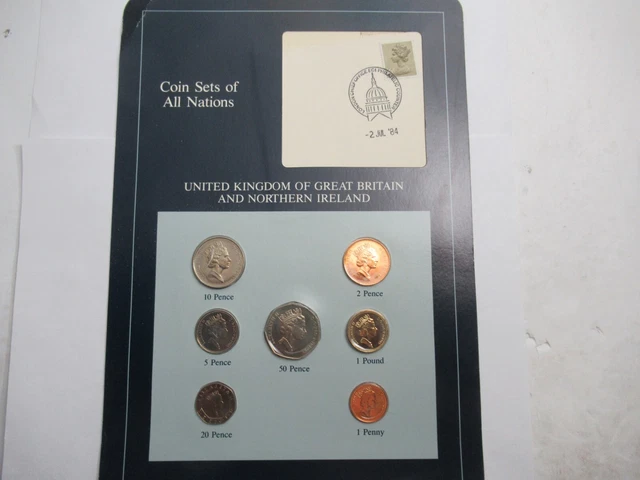 Coin Sets of
All Nations
-2 JUL '84
UNITED KINGDOM OF GREAT BRITAIN
AND NORTHERN IRELAND
10 Pence
2 Pence
5 Pence
50 Pence
1 Pound
20 Pence
1 Penny